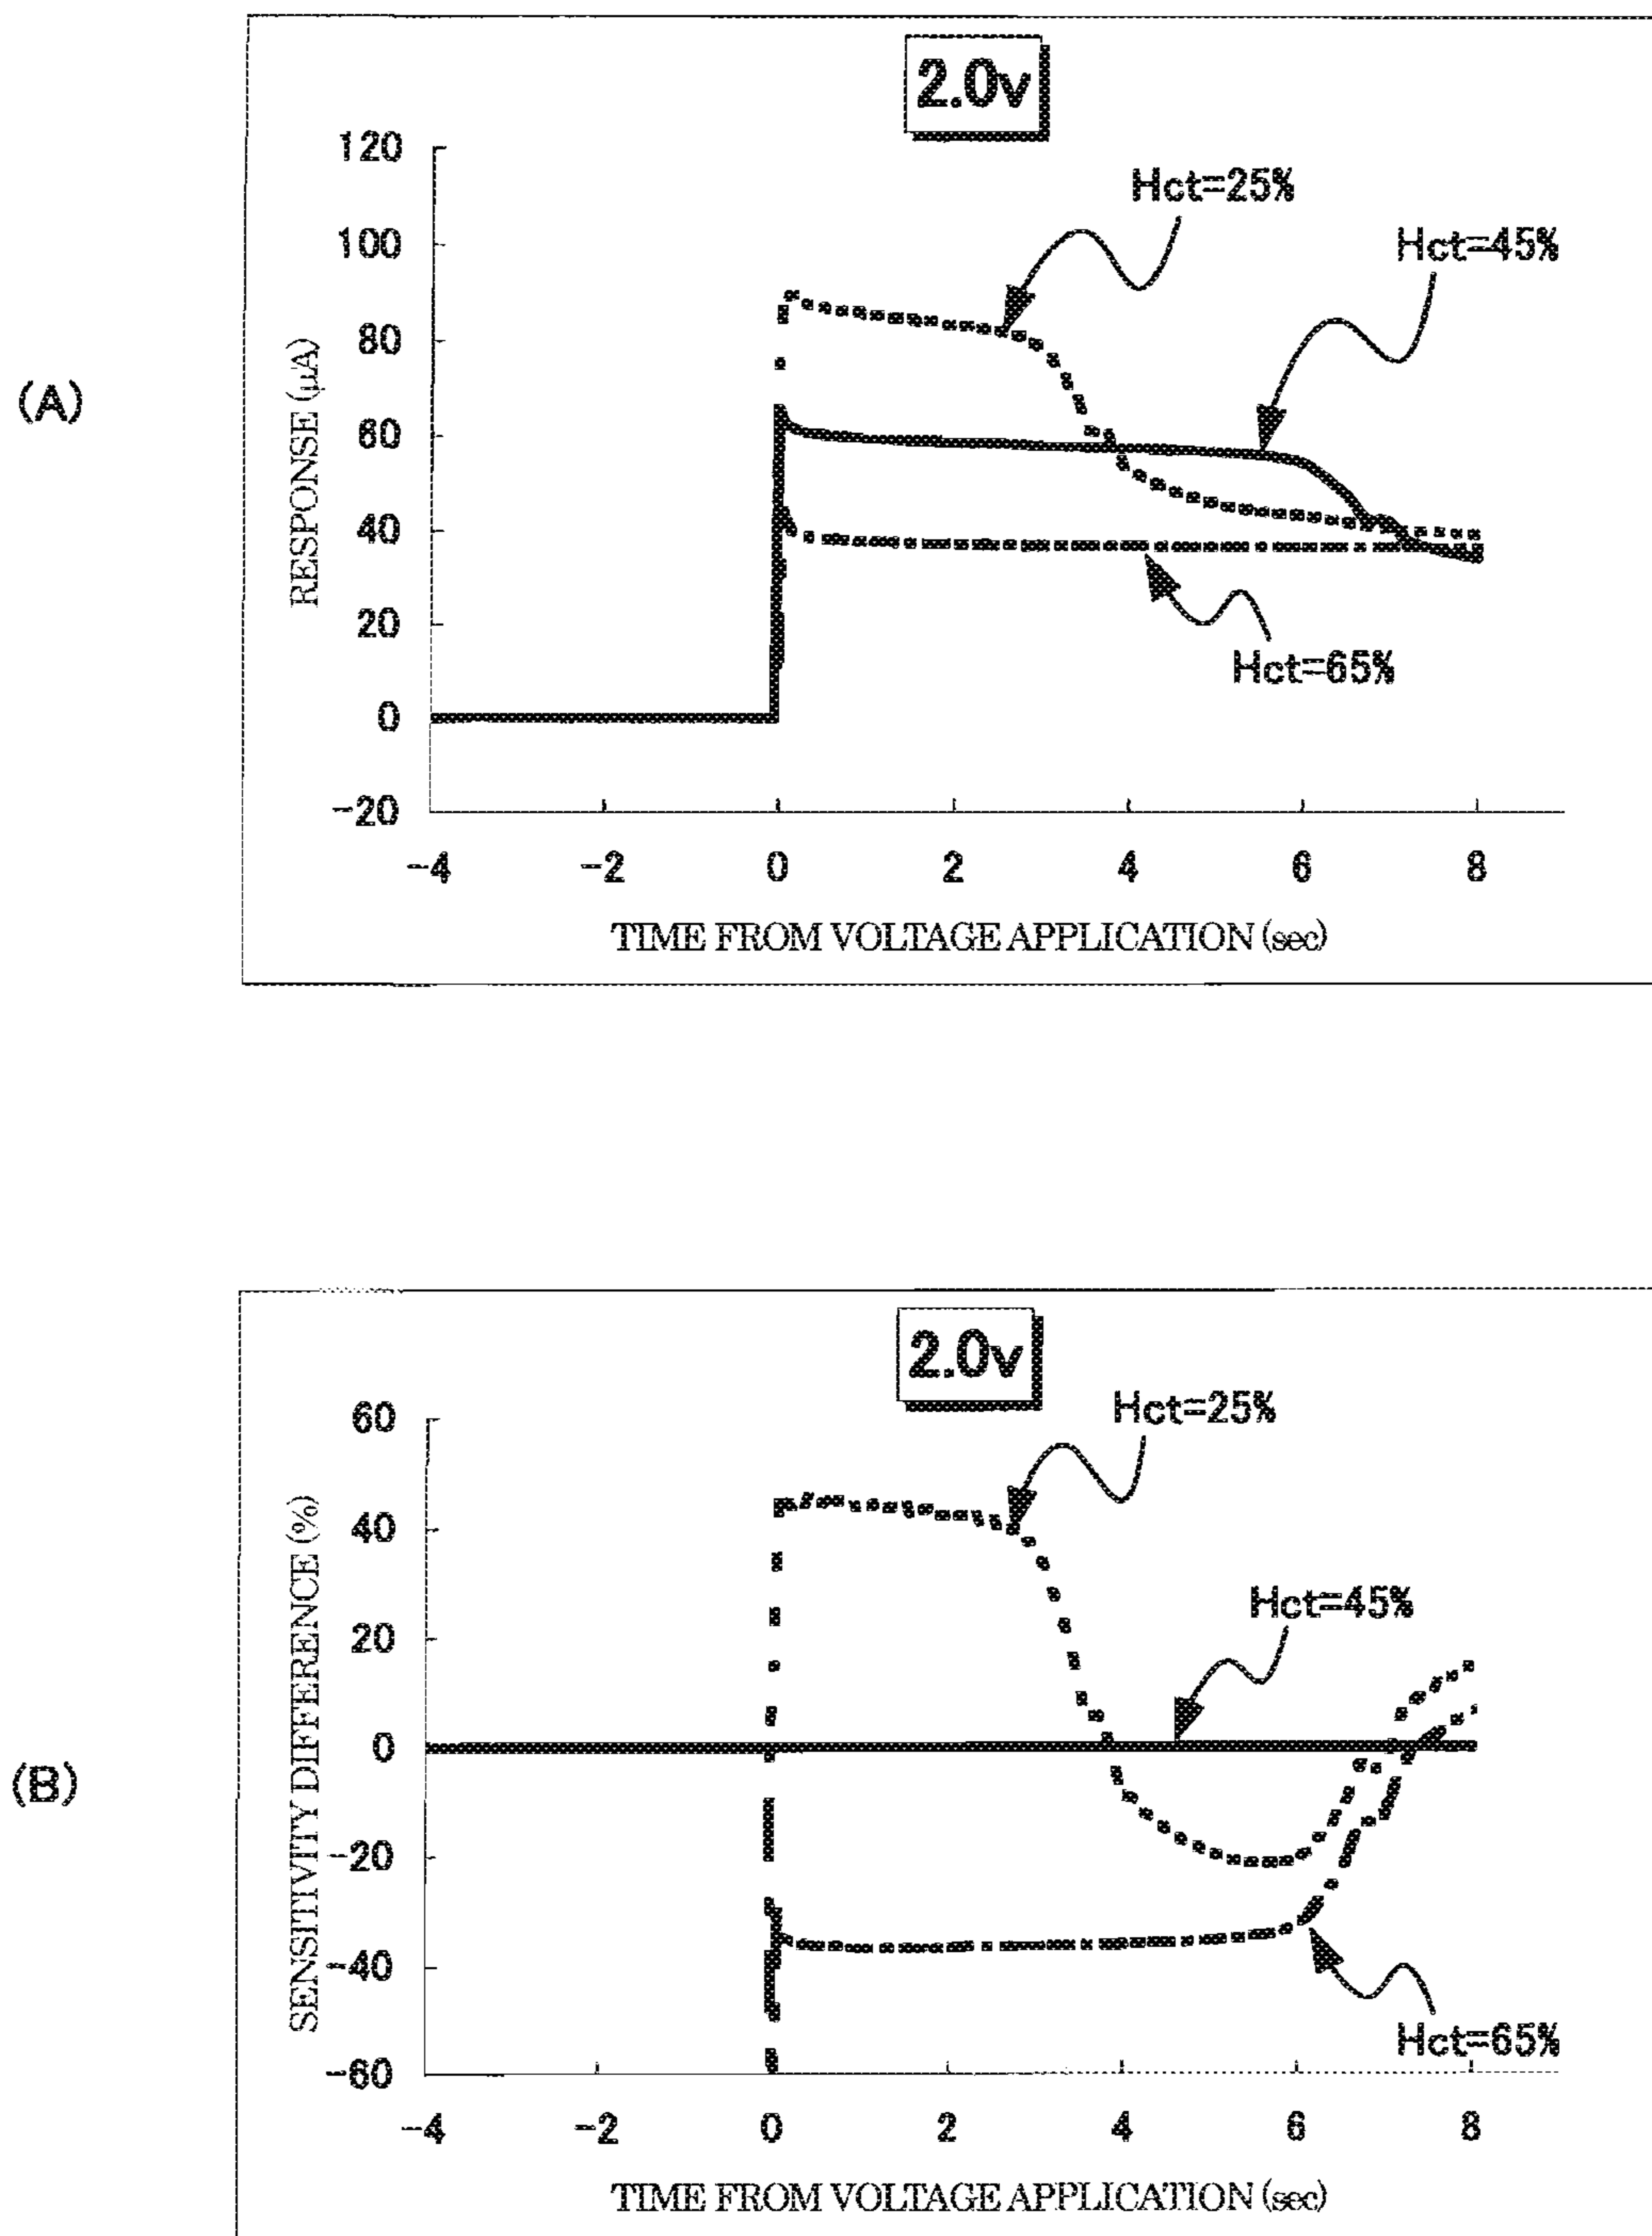 (A)
2.0v
120
100
80
60
40
20
0
-20
RESPONSE (μA)
Hct=25%
Hct=45%
Hct=65%
-4 -2 0 2 4 6 8
TIME FROM VOLTAGE APPLICATION (sec)
(B)
2.0v
60
40
20
0
-20
-40
-60
SENSITIVITY DIFFERENCE (%)
Hct=25%
Hct=45%
Hct=65%
-4 -2 0 2 4 6 8
TIME FROM VOLTAGE APPLICATION (sec)